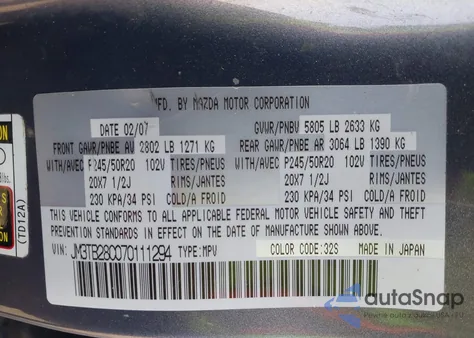 MFD. BY MAZDA MOTOR CORPORATION
DATE 02/07 GVWR/PNBV 5805 LB 2633 KG
FRONT GAWR/PNBE AV 2802 LB 1271 KG REAR GAWR/PNBE AR 3064 LB 1390 KG
WITH/AVEC P245/50R20 102V TIRES/PNEUS WITH/AVEC P245/50R20 102V TIRES/PNEUS
20X7 1/2J RIMS/JANTES 20X7 1/2J RIMS/JANTES
230 KPA/34 PSI COLD/A FROID 230 KPA/34 PSI COLD/A FROID
THIS VEHICLE CONFORMS TO ALL APPLICABLE FEDERAL MOTOR VEHICLE SAFETY AND THEFT
PREVENTION STANDARDS IN EFFECT ON THE DATE OF MANUFACTURE SHOWN ABOVE.
VIN: JM3TB28C070111294 TYPE:MPV COLOR CODE:32S MADE IN JAPAN
(TD12A)
autoSnap